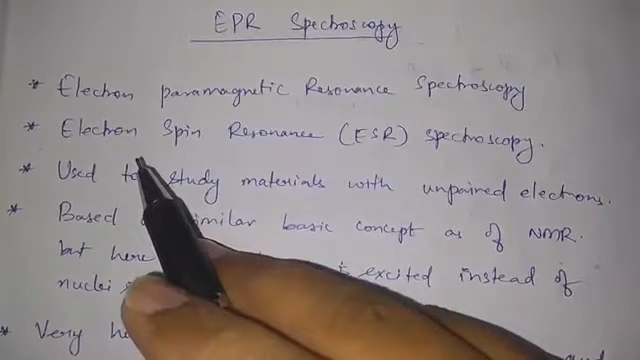 EPR Spectroscopy
* Electron paramagnetic Resonance Spectroscopy
* Electron Spin Resonance (ESR) spectroscopy.
* Used to study materials with unpaired electrons.
* Based similar basic concept as of NMR.
but here excited instead of
nuclei
* Very